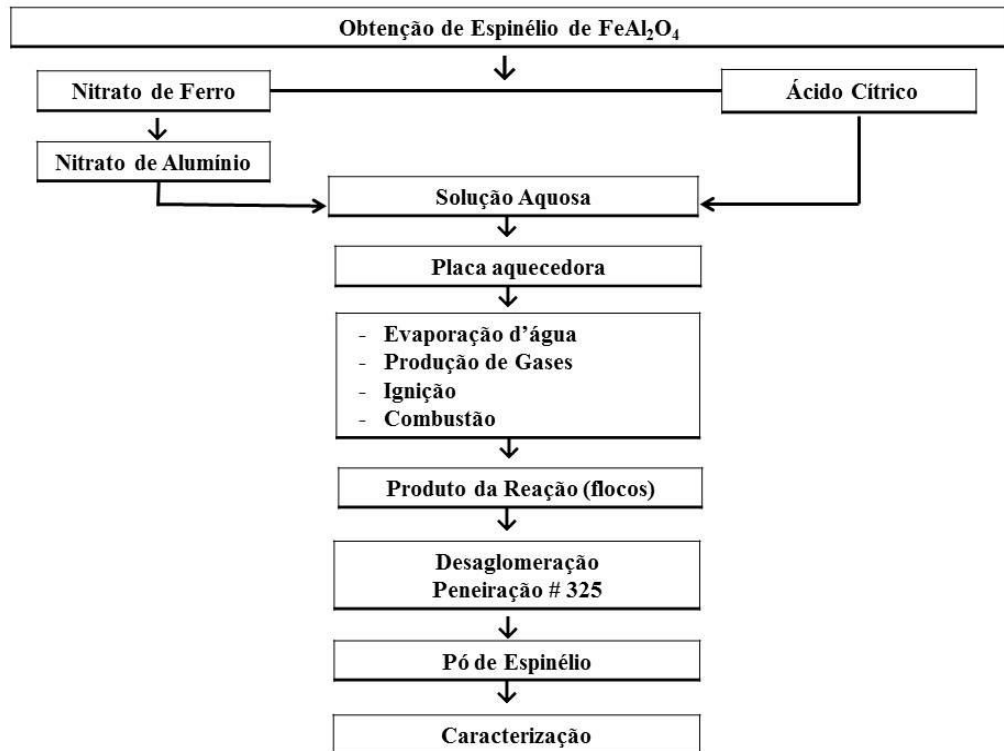 Obtenção de Espinélio de FeAl₂O₄
Nitrato de Ferro
Ácido Cítrico
Nitrato de Alumínio
Solução Aquosa
Placa aquecedora
- Evaporação d’água
- Produção de Gases
- Ignição
- Combustão
Produto da Reação (flocos)
Desaglomeração
Peneiração # 325
Pó de Espinélio
Caracterização